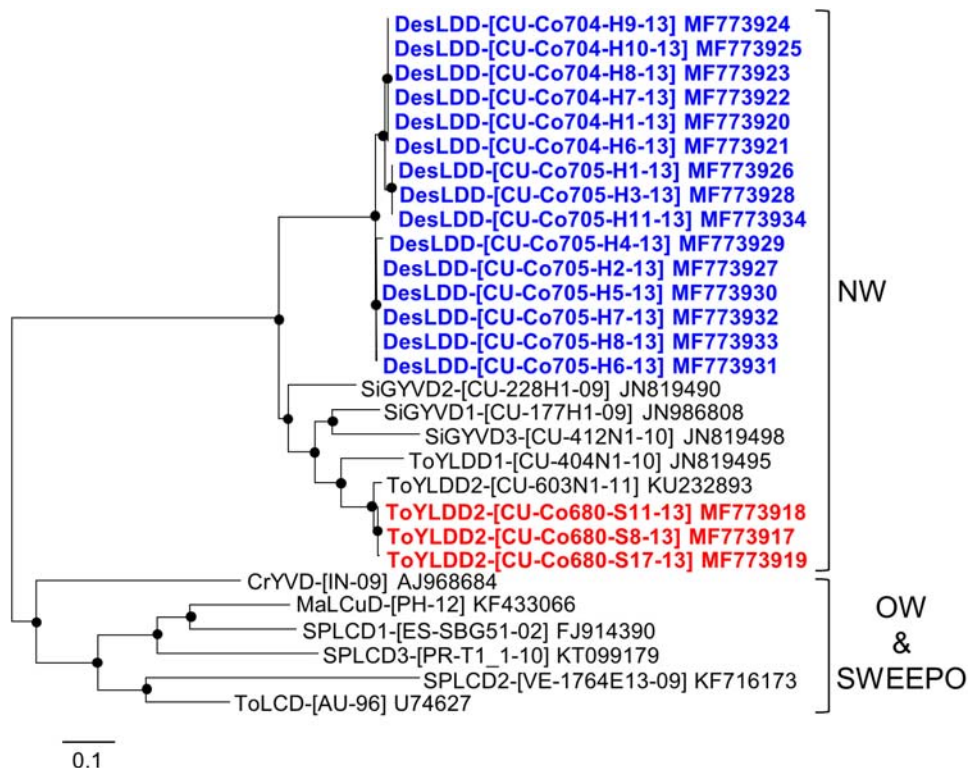 DesLDD-[CU-Co704-H9-13] MF773924
DesLDD-[CU-Co704-H10-13] MF773925
DesLDD-[CU-Co704-H8-13] MF773923
DesLDD-[CU-Co704-H7-13] MF773922
DesLDD-[CU-Co704-H1-13] MF773920
DesLDD-[CU-Co704-H6-13] MF773921
DesLDD-[CU-Co705-H1-13] MF773926
DesLDD-[CU-Co705-H3-13] MF773928
DesLDD-[CU-Co705-H11-13] MF773934
DesLDD-[CU-Co705-H4-13] MF773929
DesLDD-[CU-Co705-H2-13] MF773927
DesLDD-[CU-Co705-H5-13] MF773930
DesLDD-[CU-Co705-H7-13] MF773932
DesLDD-[CU-Co705-H8-13] MF773933
DesLDD-[CU-Co705-H6-13] MF773931
SiGYVD2-[CU-228H1-09] JN819490
SiGYVD1-[CU-177H1-09] JN986808
SiGYVD3-[CU-412N1-10] JN819498
ToYLDD1-[CU-404N1-10] JN819495
ToYLDD2-[CU-603N1-11] KU232893
ToYLDD2-[CU-Co680-S11-13] MF773918
ToYLDD2-[CU-Co680-S8-13] MF773917
ToYLDD2-[CU-Co680-S17-13] MF773919
NW
CrYVD-[IN-09] AJ968684
MaLCuD-[PH-12] KF433066
SPLCD1-[ES-SBG51-02] FJ914390
SPLCD3-[PR-T1_1-10] KT099179
SPLCD2-[VE-1764E13-09] KF716173
ToLCD-[AU-96] U74627
OW
&
SWEEPO
0.1